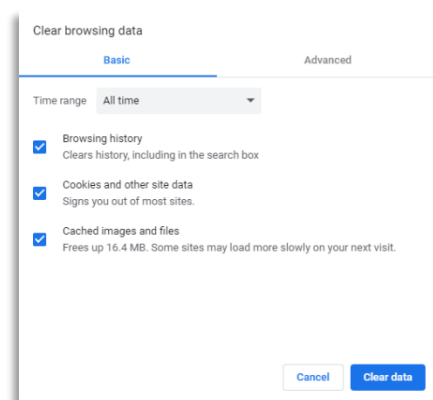 Clear browsing data
Basic Advanced
Time range All time
Browsing history
Clears history, including in the search box
Cookies and other site data
Signs you out of most sites.
Cached images and files
Frees up 16.4 MB. Some sites may load more slowly on your next visit.
Cancel Clear data